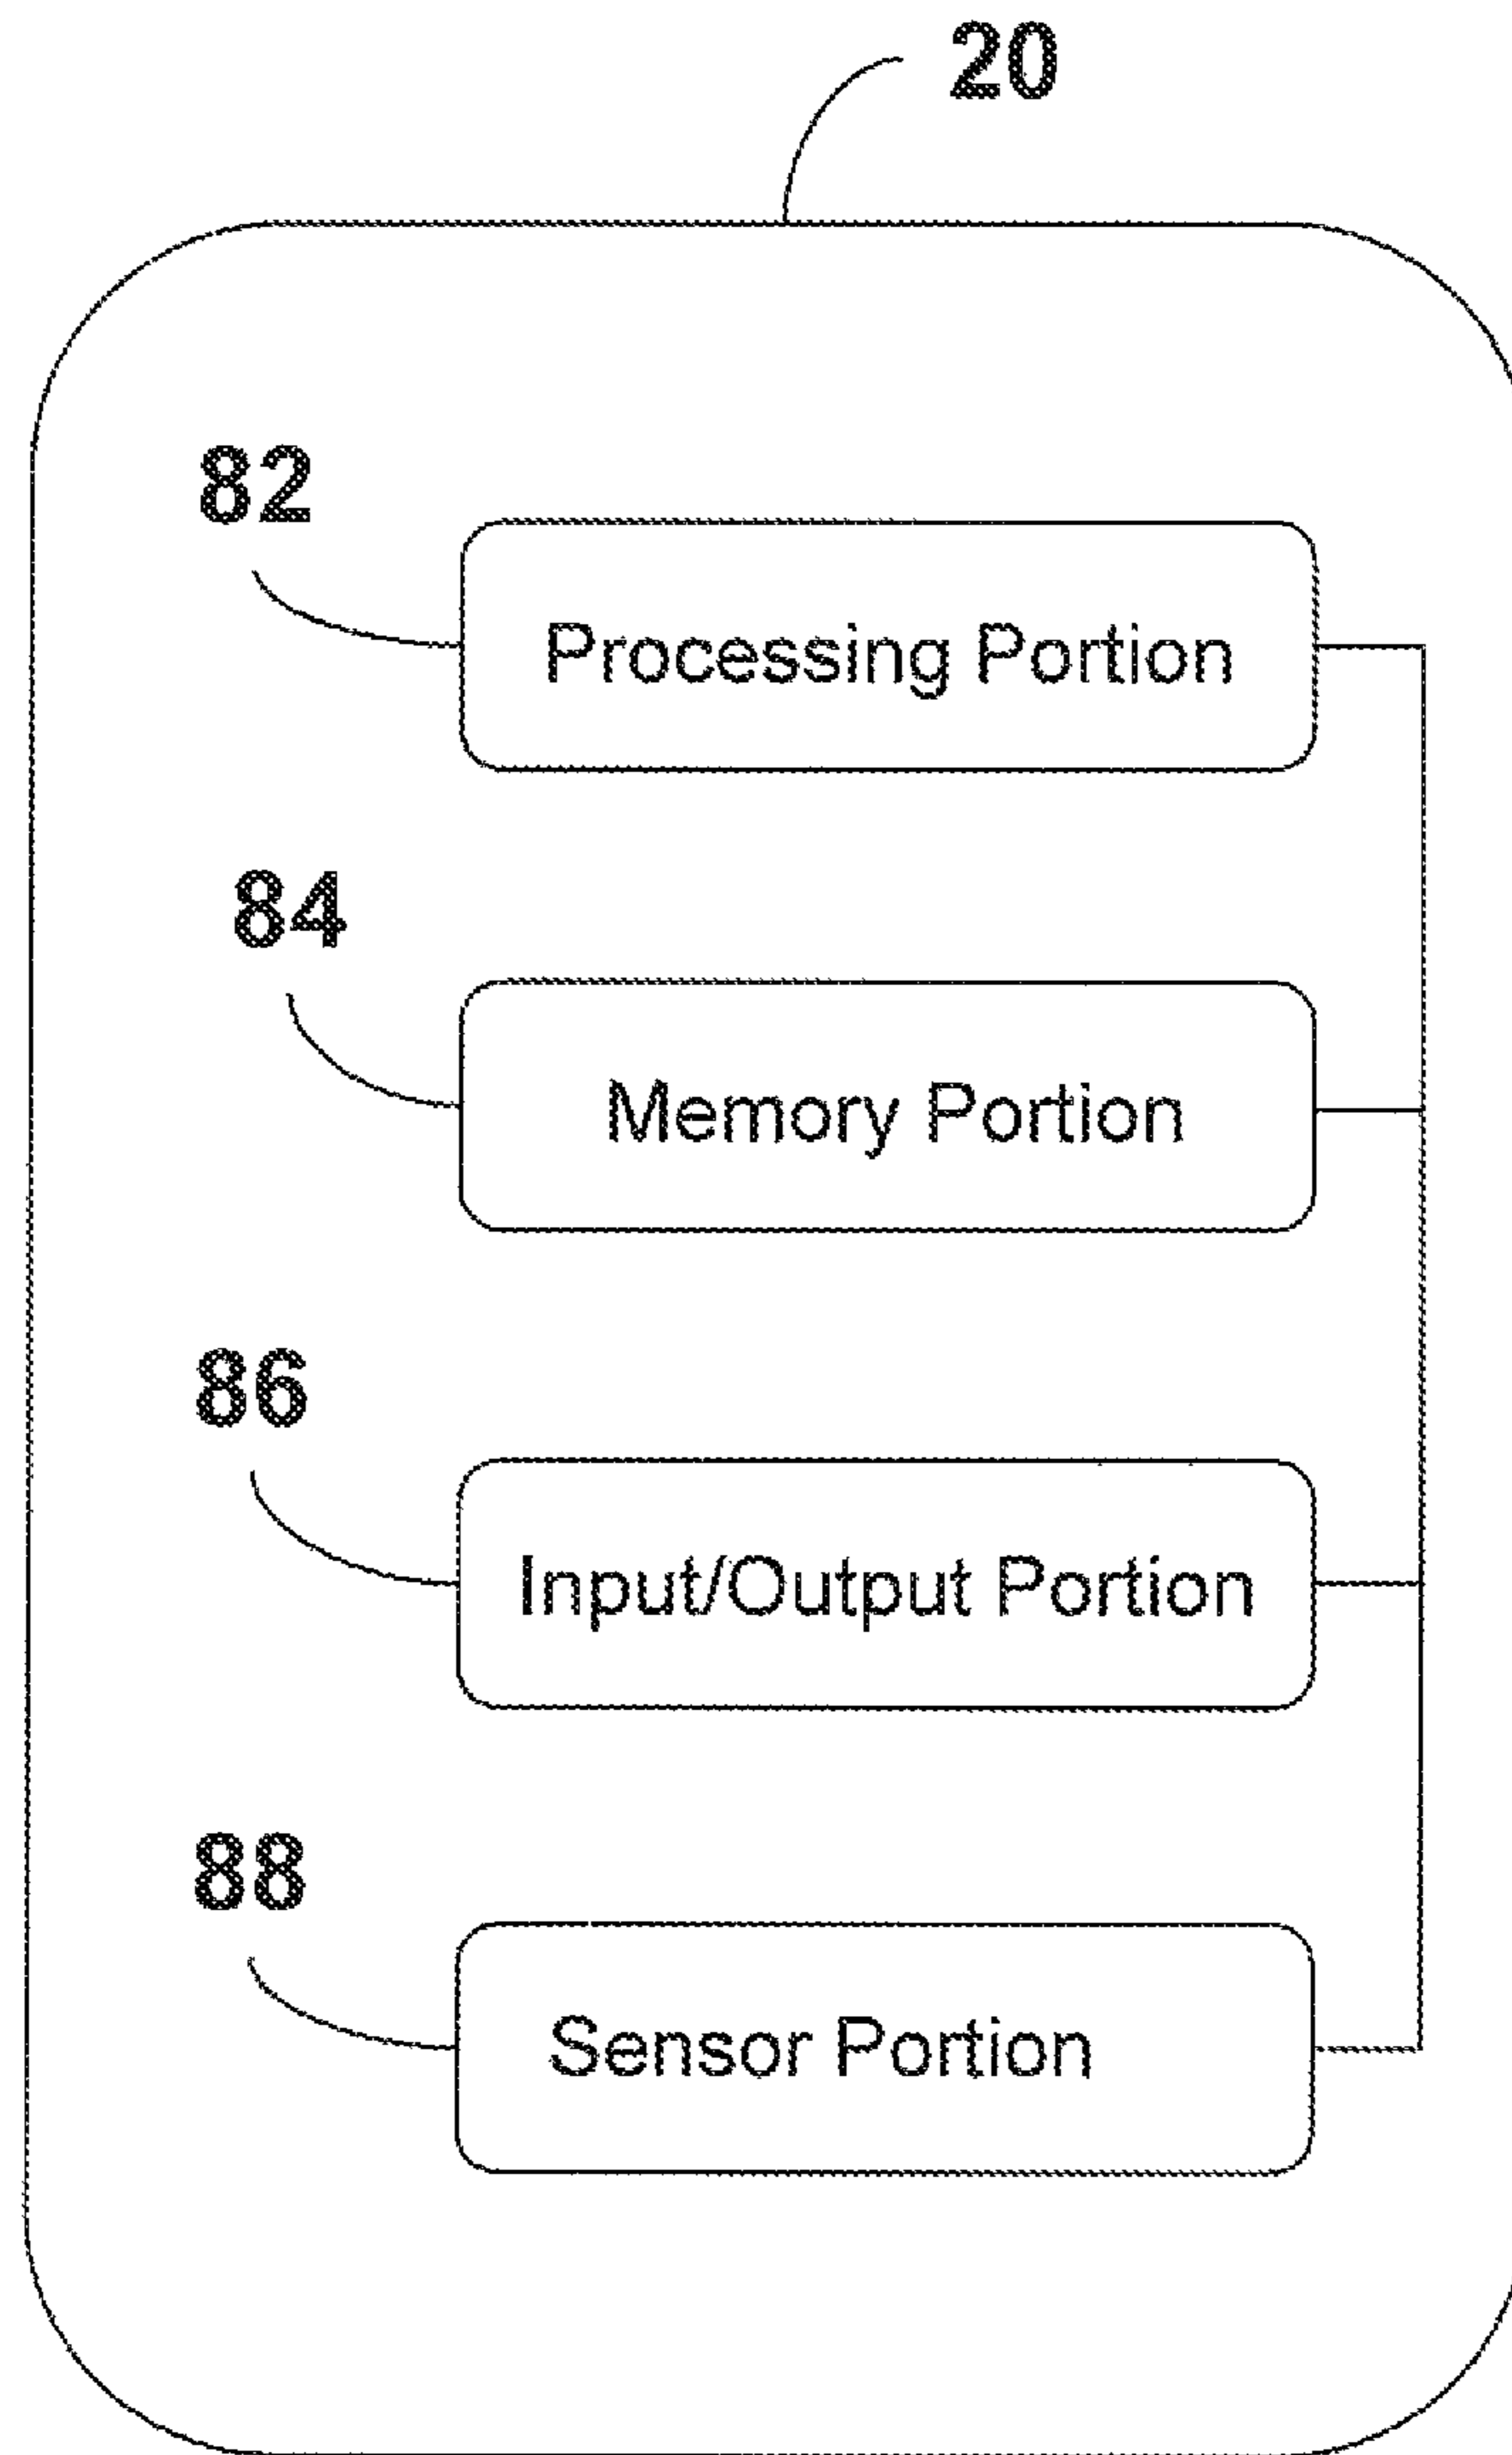 20
82
Processing Portion
84
Memory Portion
86
Input/Output Portion
88
Sensor Portion